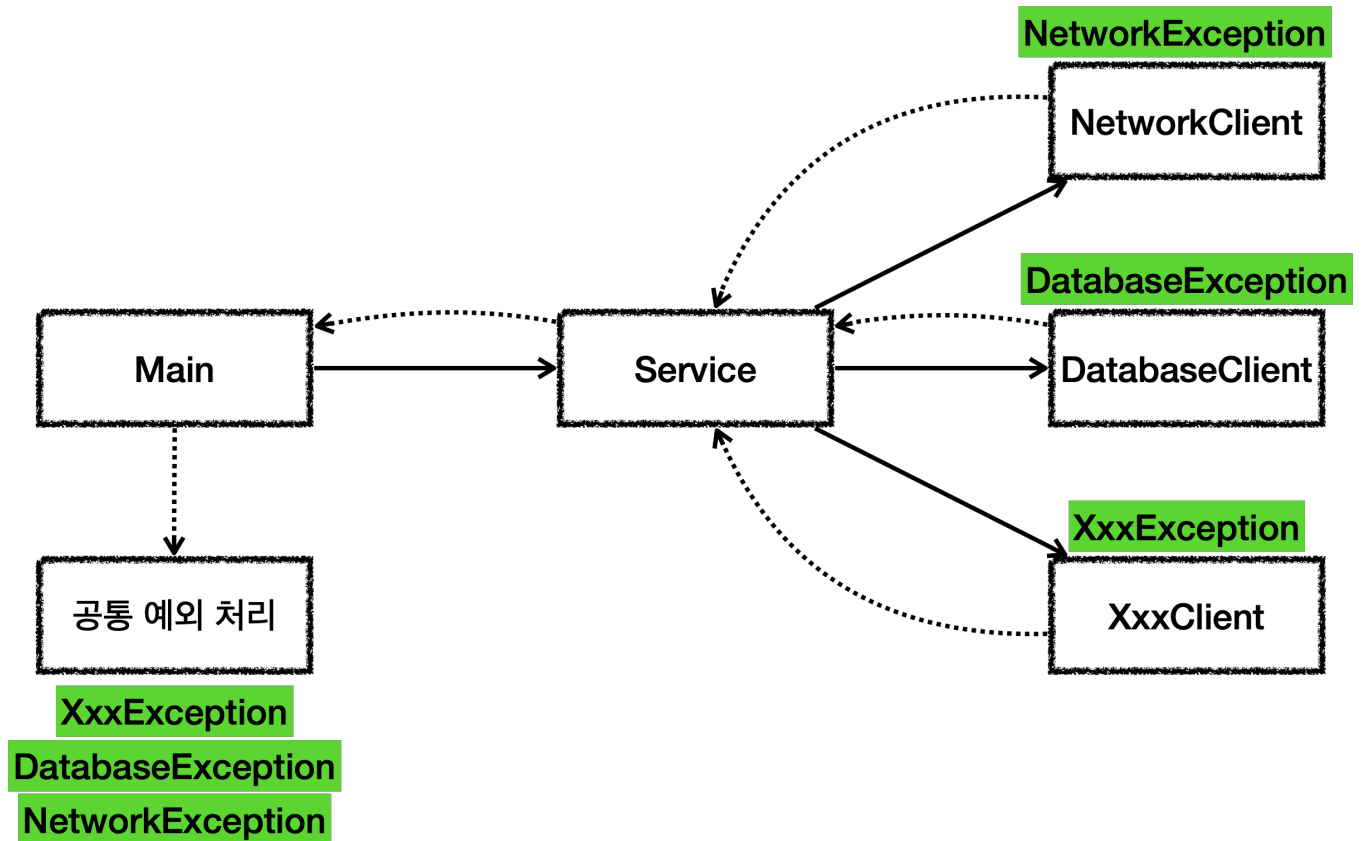 NetworkException
NetworkClient
DatabaseException
Main
Service
DatabaseClient
XxxException
공통 예외 처리
XxxClient
XxxException
DatabaseException
NetworkException